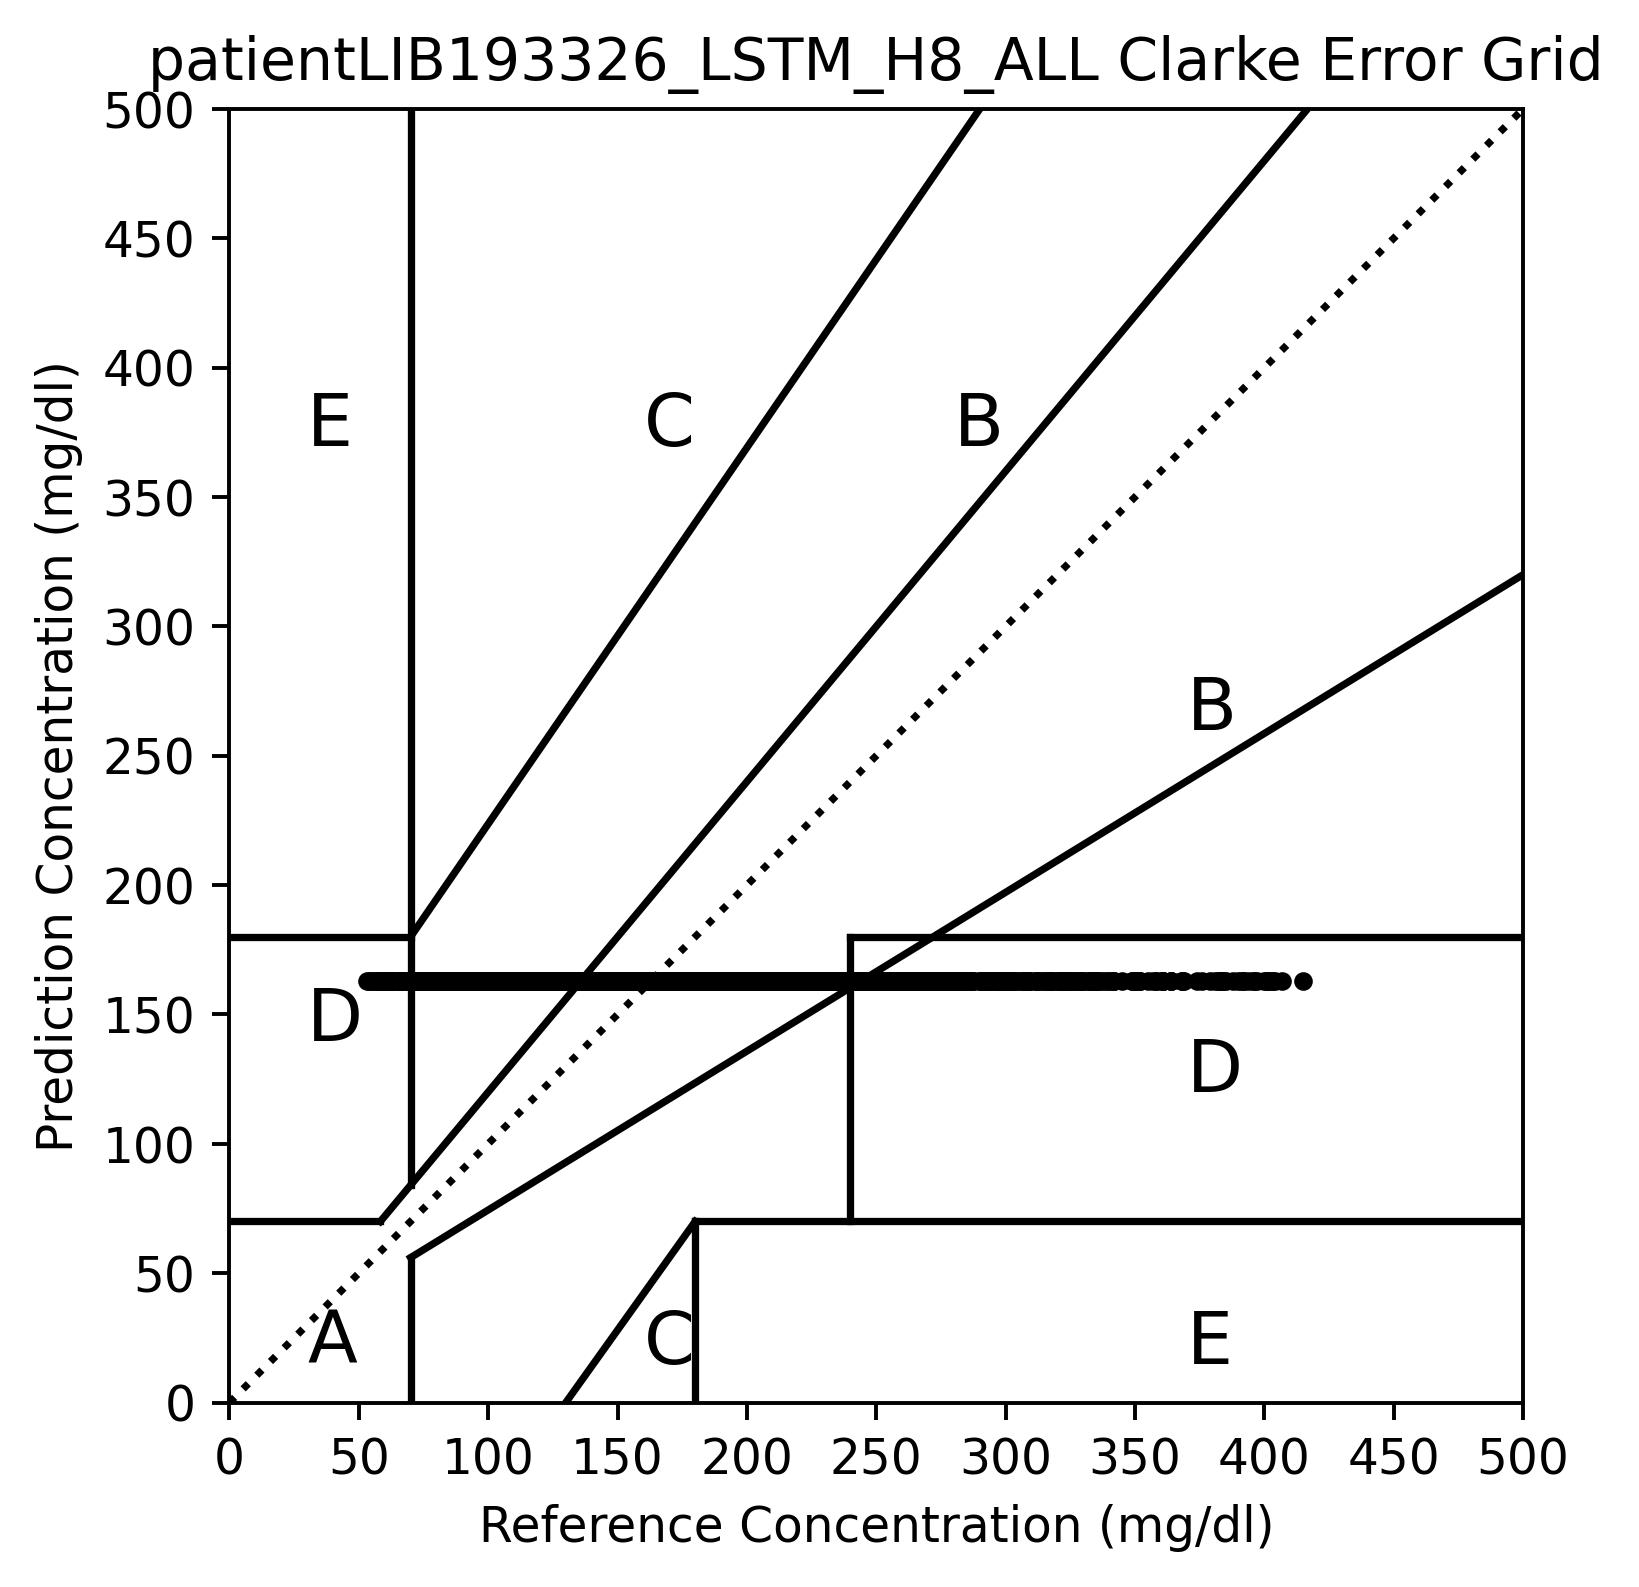 patientLIB193326_LSTM_H8_ALL Clarke Error Grid
500
450
400
350
300
250
200
150
100
50
0
Prediction Concentration (mg/dl)
E
C
B
B
D
D
A
C
E
0 50 100 150 200 250 300 350 400 450 500
Reference Concentration (mg/dl)